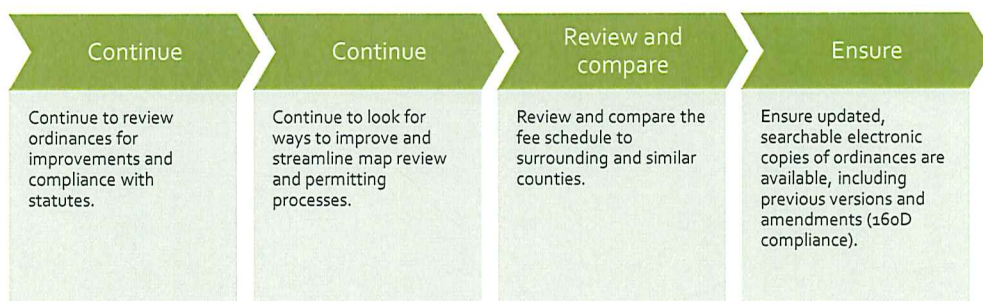 Continue
Continue to review
ordinances for
improvements and
compliance with
statutes.
Continue
Continue to look for
ways to improve and
streamline map review
and permitting
processes.
Review and
compare
Review and compare the
fee schedule to
surrounding and similar
counties.
Ensure
Ensure updated,
searchable electronic
copies of ordinances are
available, including
previous versions and
amendments (160D
compliance).